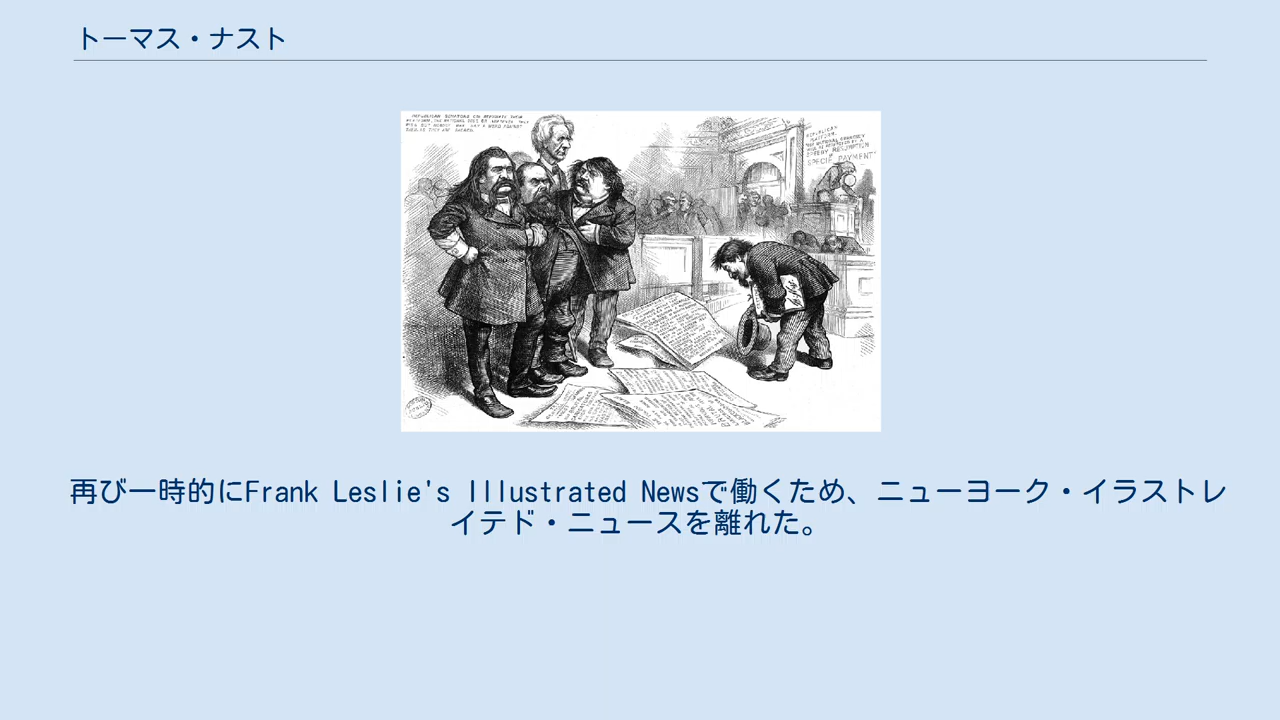 トーマス・ナスト
SPECIE PAYMENT
再び一時的にFrank Leslie's Illustrated Newsで働くため、ニューヨーク・イラストレ
イテド・ニュースを離れた。